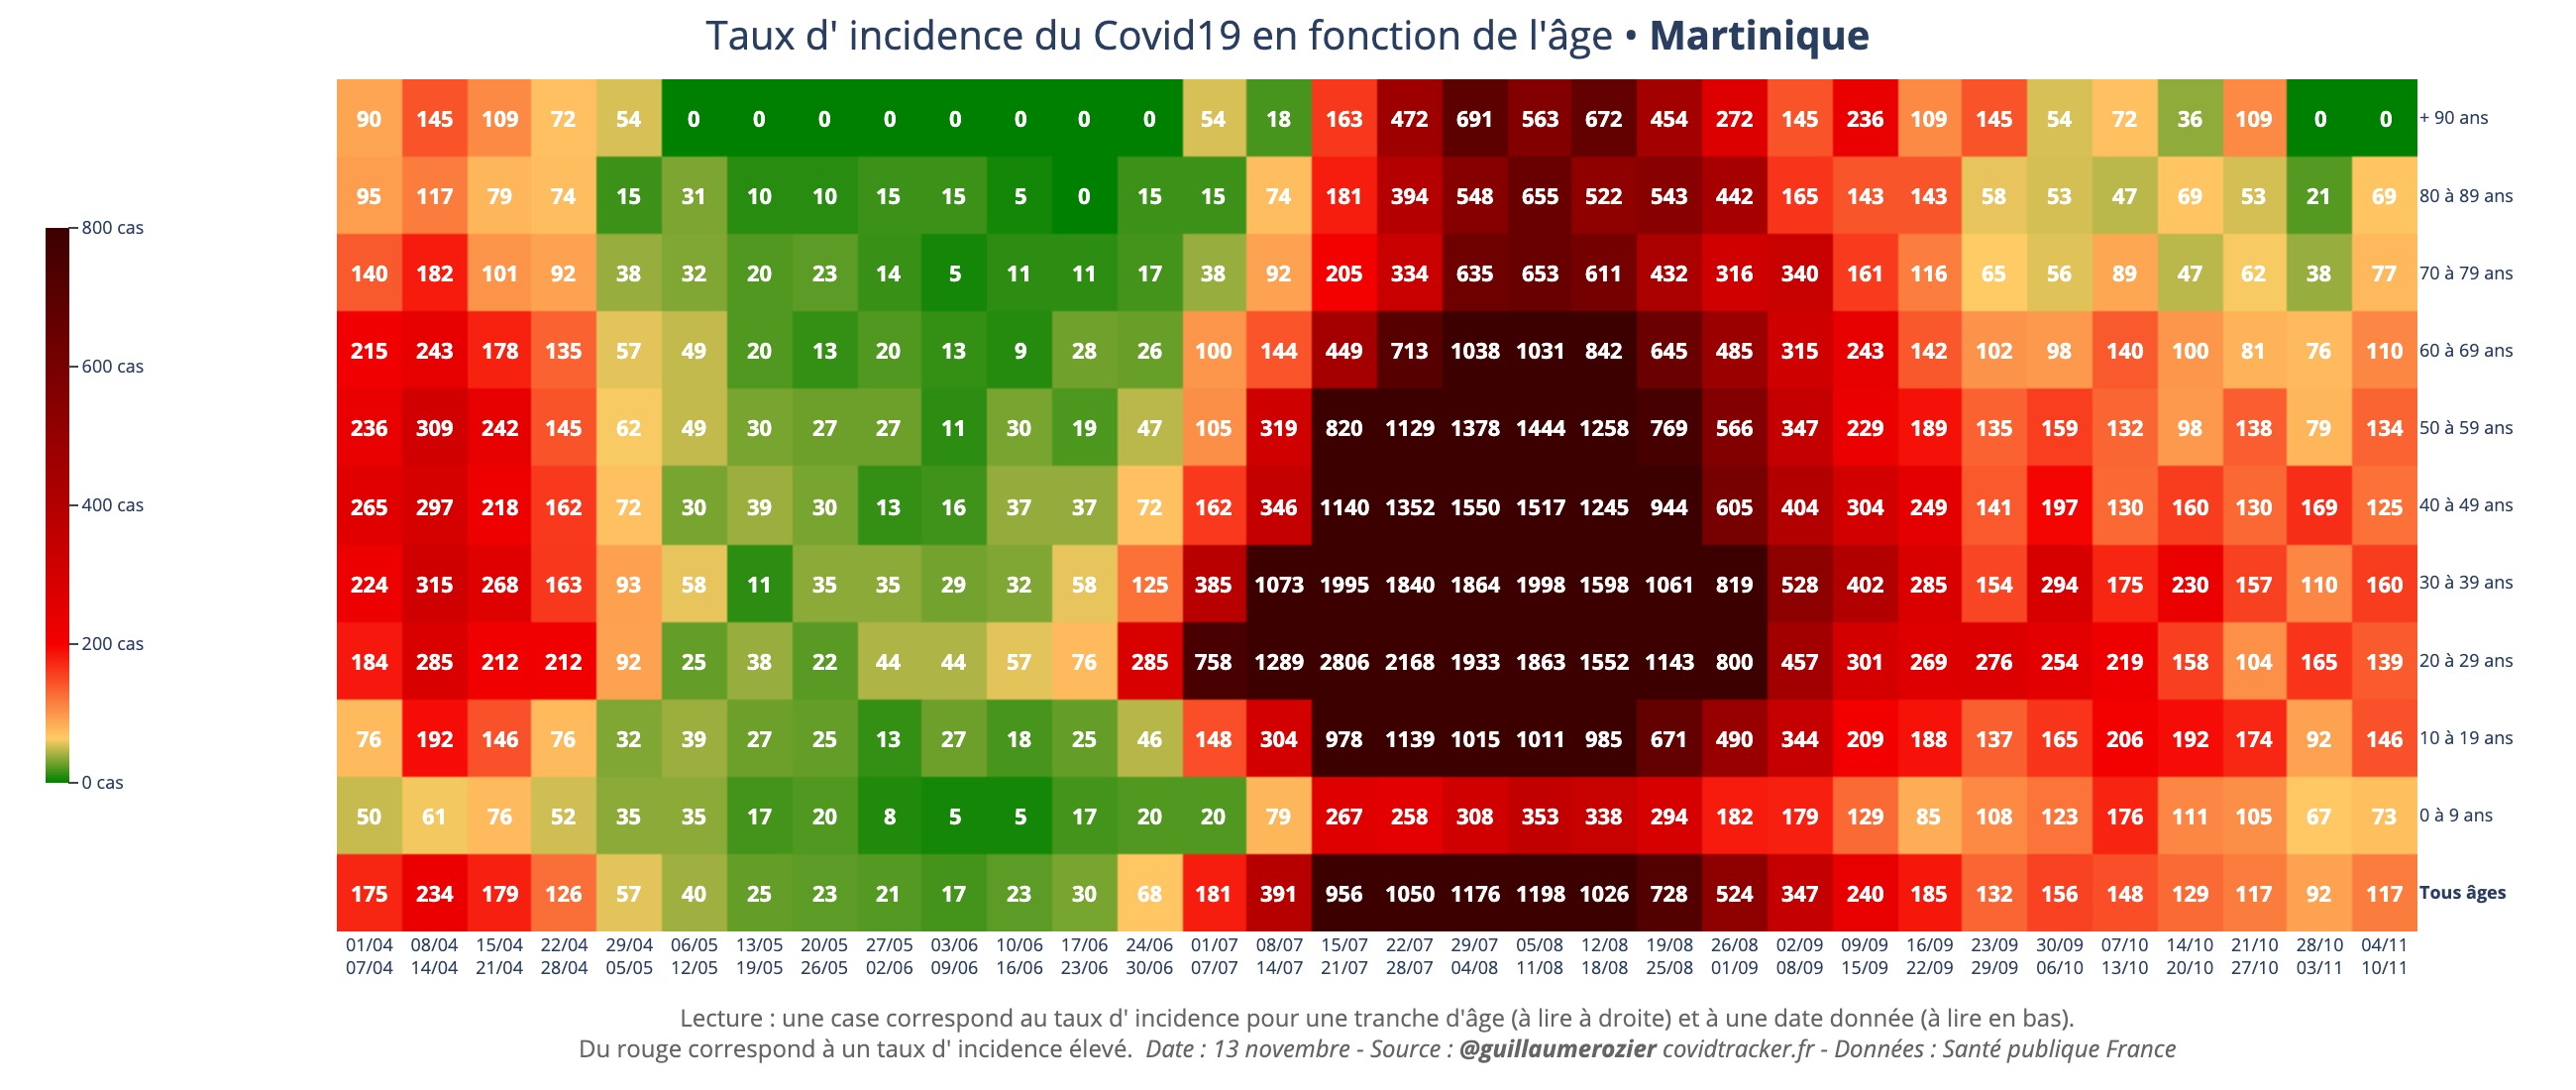 Taux d' incidence du Covid19 en fonction de l'âge • Martinique
90 145 109 72 54 0 0 0 0 0 0 0 0 54 18 163 472 691 563 672 454 272 145 236 109 145 54 72 36 109 0 0 + 90 ans
95 117 79 74 15 31 10 10 15 15 5 0 15 15 74 181 394 548 655 522 543 442 165 143 143 58 53 47 69 53 21 69 80 à 89 ans
800 cas
140 182 101 92 38 32 20 23 14 5 11 11 17 38 92 205 334 635 653 611 432 316 340 161 116 65 56 89 47 62 38 77 70 à 79 ans
215 243 178 135 57 49 20 13 20 13 9 28 26 100 144 449 713 1038 1031 842 645 485 315 243 142 102 98 140 100 81 76 110 60 à 69 ans
600 cas
236 309 242 145 62 49 30 27 27 11 30 19 47 105 319 820 1129 1378 1444 1258 769 566 347 229 189 135 159 132 98 138 79 134 50 à 59 ans
400 cas
265 297 218 162 72 30 39 30 13 16 37 37 72 162 346 1140 1352 1550 1517 1245 944 605 404 304 249 141 197 130 160 130 169 125 40 à 49 ans
224 315 268 163 93 58 11 35 35 29 32 58 125 385 1073 1995 1840 1864 1998 1598 1061 819 528 402 285 154 294 175 230 157 110 160 30 à 39 ans
200 cas
184 285 212 212 92 25 38 22 44 44 57 76 285 758 1289 2806 2168 1933 1863 1552 1143 800 457 301 269 276 254 219 158 104 165 139 20 à 29 ans
76 192 146 76 32 39 27 25 13 27 18 25 46 148 304 978 1139 1015 1011 985 671 490 344 209 188 137 165 206 192 174 92 146 10 à 19 ans
0 cas
50 61 76 52 35 35 17 20 8 5 5 17 20 20 79 267 258 308 353 338 294 182 179 129 85 108 123 176 111 105 67 73 0 à 9 ans
175 234 179 126 57 40 25 23 21 17 23 30 68 181 391 956 1050 1176 1198 1026 728 524 347 240 185 132 156 148 129 117 92 117 Tous âges
01/04 08/04 15/04 22/04 29/04 06/05 13/05 20/05 27/05 03/06 10/06 17/06 24/06 01/07 08/07 15/07 22/07 29/07 05/08 12/08 19/08 26/08 02/09 09/09 16/09 23/09 30/09 07/10 14/10 21/10 28/10 04/11
07/04 14/04 21/04 28/04 05/05 12/05 19/05 26/05 02/06 09/06 16/06 23/06 30/06 07/07 14/07 21/07 28/07 04/08 11/08 18/08 25/08 01/09 08/09 15/09 22/09 29/09 06/10 13/10 20/10 27/10 03/11 10/11
Lecture : une case correspond au taux d' incidence pour une tranche d'âge (à lire à droite) et à une date donnée (à lire en bas).
Du rouge correspond à un taux d' incidence élevé. Date : 13 novembre - Source : @guillaumerozier covidtracker.fr - Données : Santé publique France